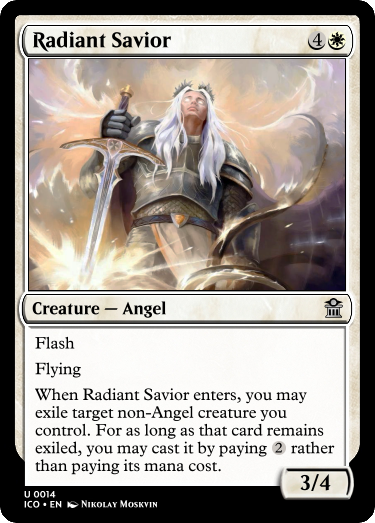 Radiant Savior 4
Creature — Angel
Flash
Flying
When Radiant Savior enters, you may
exile target non-Angel creature you
control. For as long as that card remains
exiled, you may cast it by paying 2 rather
than paying its mana cost.
3/4
U 0014
ICO • EN Nikolay Moskvin